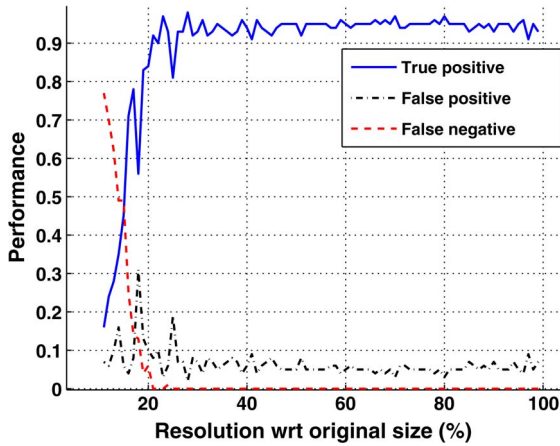 0.9
0.8
0.7
0.6
0.5
0.4
0.3
0.2
0.1
0
Performance
True positive
False positive
False negative
20 40 60 80 100
Resolution wrt original size (%)